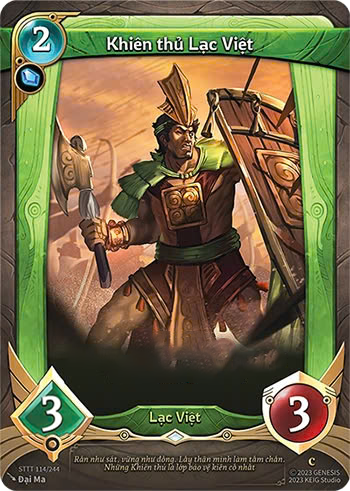 2
Khiên thủ Lạc Việt
3
Lạc Việt
3
STTT 114/244
Đại Ma
C
© 2023 GENESIS
© 2023 KEIG Studio
Rắn như sắt, vững như đồng. Lấy thân mình làm tấm chắn.
Những Khiên thủ là lớp bảo vệ kiên cố nhất